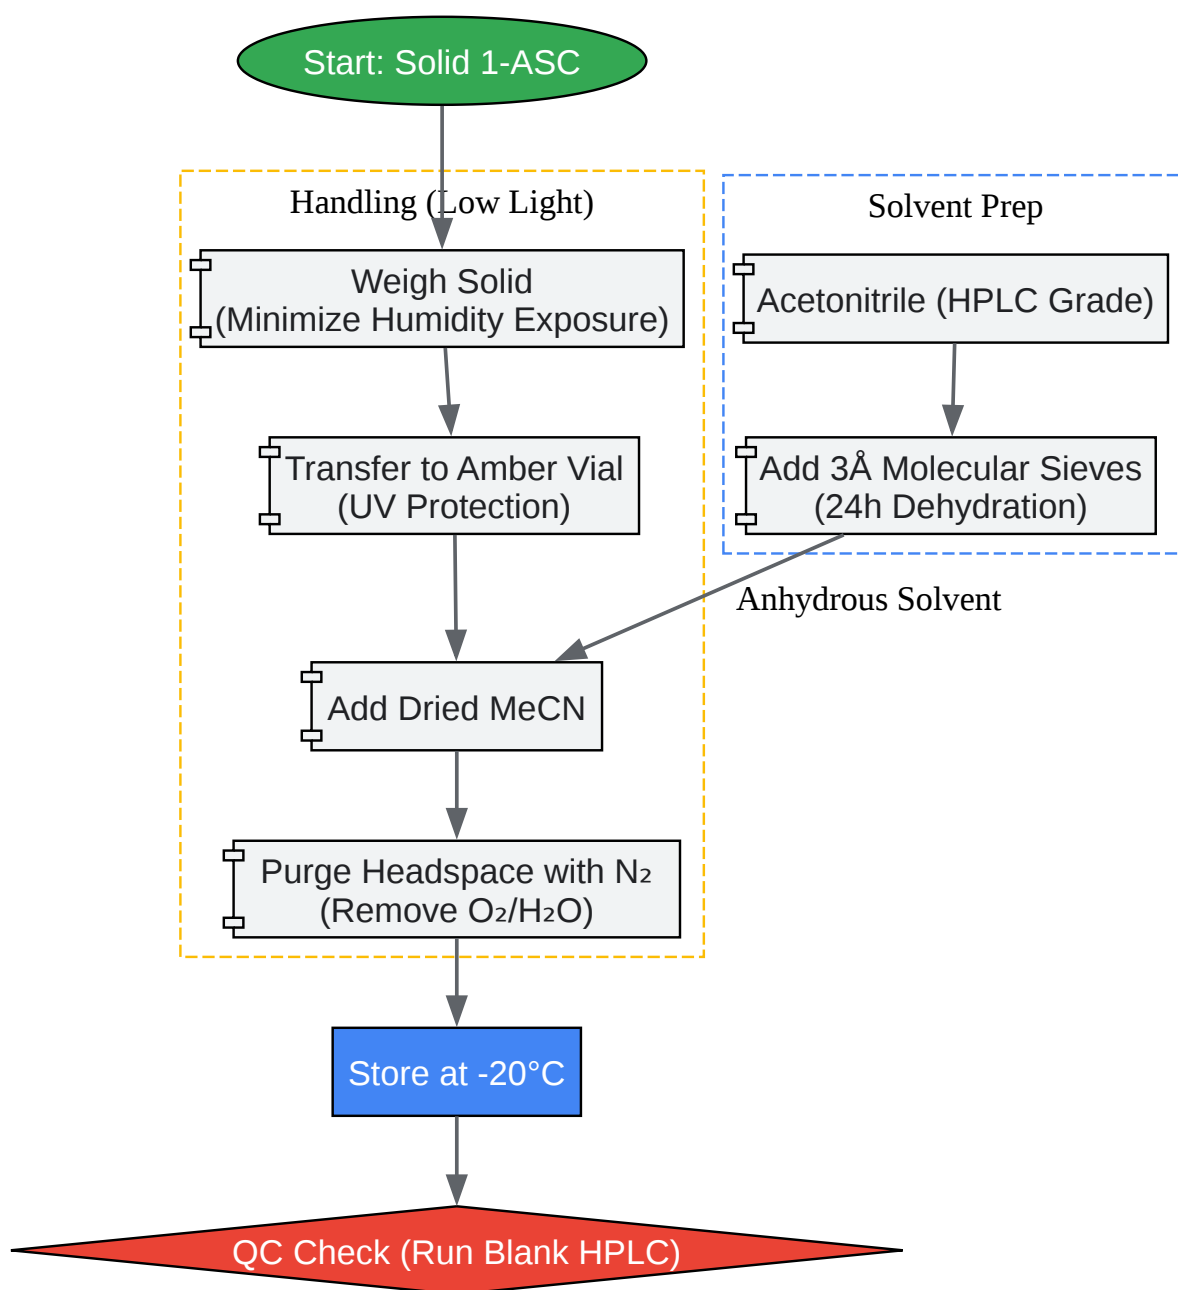 Start: Solid 1-ASC
Handling (Low Light)
Solvent Prep
Weigh Solid
(Minimize Humidity Exposure)
Acetonitrile (HPLC Grade)
Transfer to Amber Vial
(UV Protection)
Add 3Å Molecular Sieves
(24h Dehydration)
Anhydrous Solvent
Add Dried MeCN
Purge Headspace with N₂
(Remove O₂/H₂O)
Store at -20°C
QC Check (Run Blank HPLC)